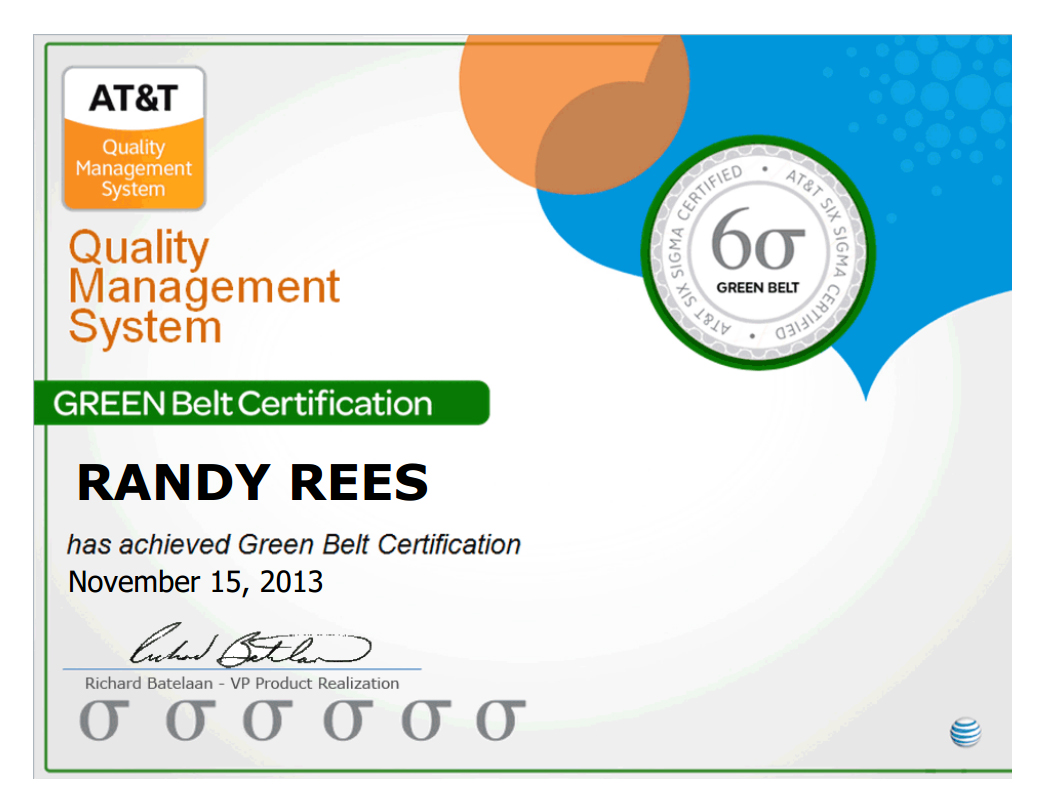 AT&T
Quality
Management
System
Quality
Management
System
AT&T SIX SIGMA CERTIFIED • AT&T SIX SIGMA CERTIFIED •
6σ
GREEN BELT
GREEN Belt Certification
RANDY REES
has achieved Green Belt Certification
November 15, 2013
Richard Batelaan
Richard Batelaan - VP Product Realization
σ σ σ σ σ σ